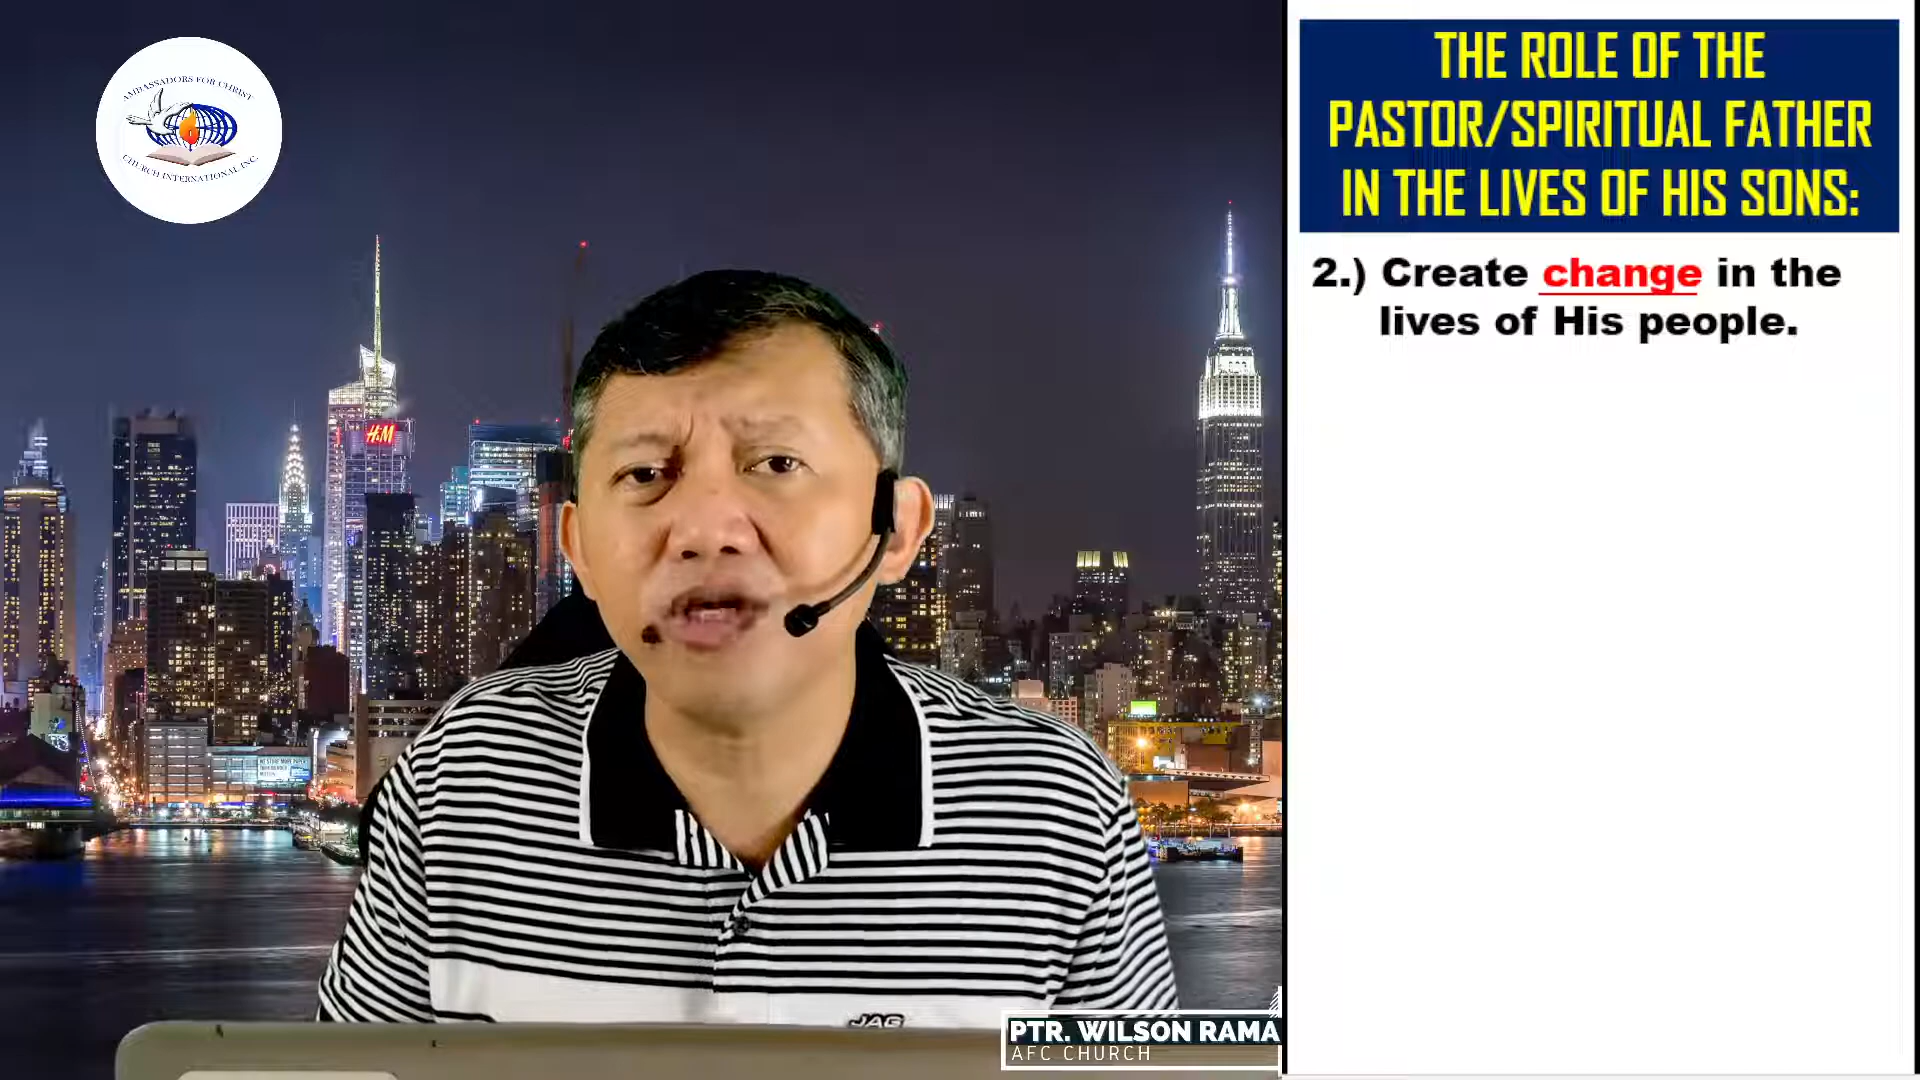 AMBASSADORS FOR CHRIST
CHURCH INTERNATIONAL INC.
H&M
JAG
PTR. WILSON RAMA
AFC CHURCH
THE ROLE OF THE
PASTOR/SPIRITUAL FATHER
IN THE LIVES OF HIS SONS:
2.) Create change in the
lives of His people.